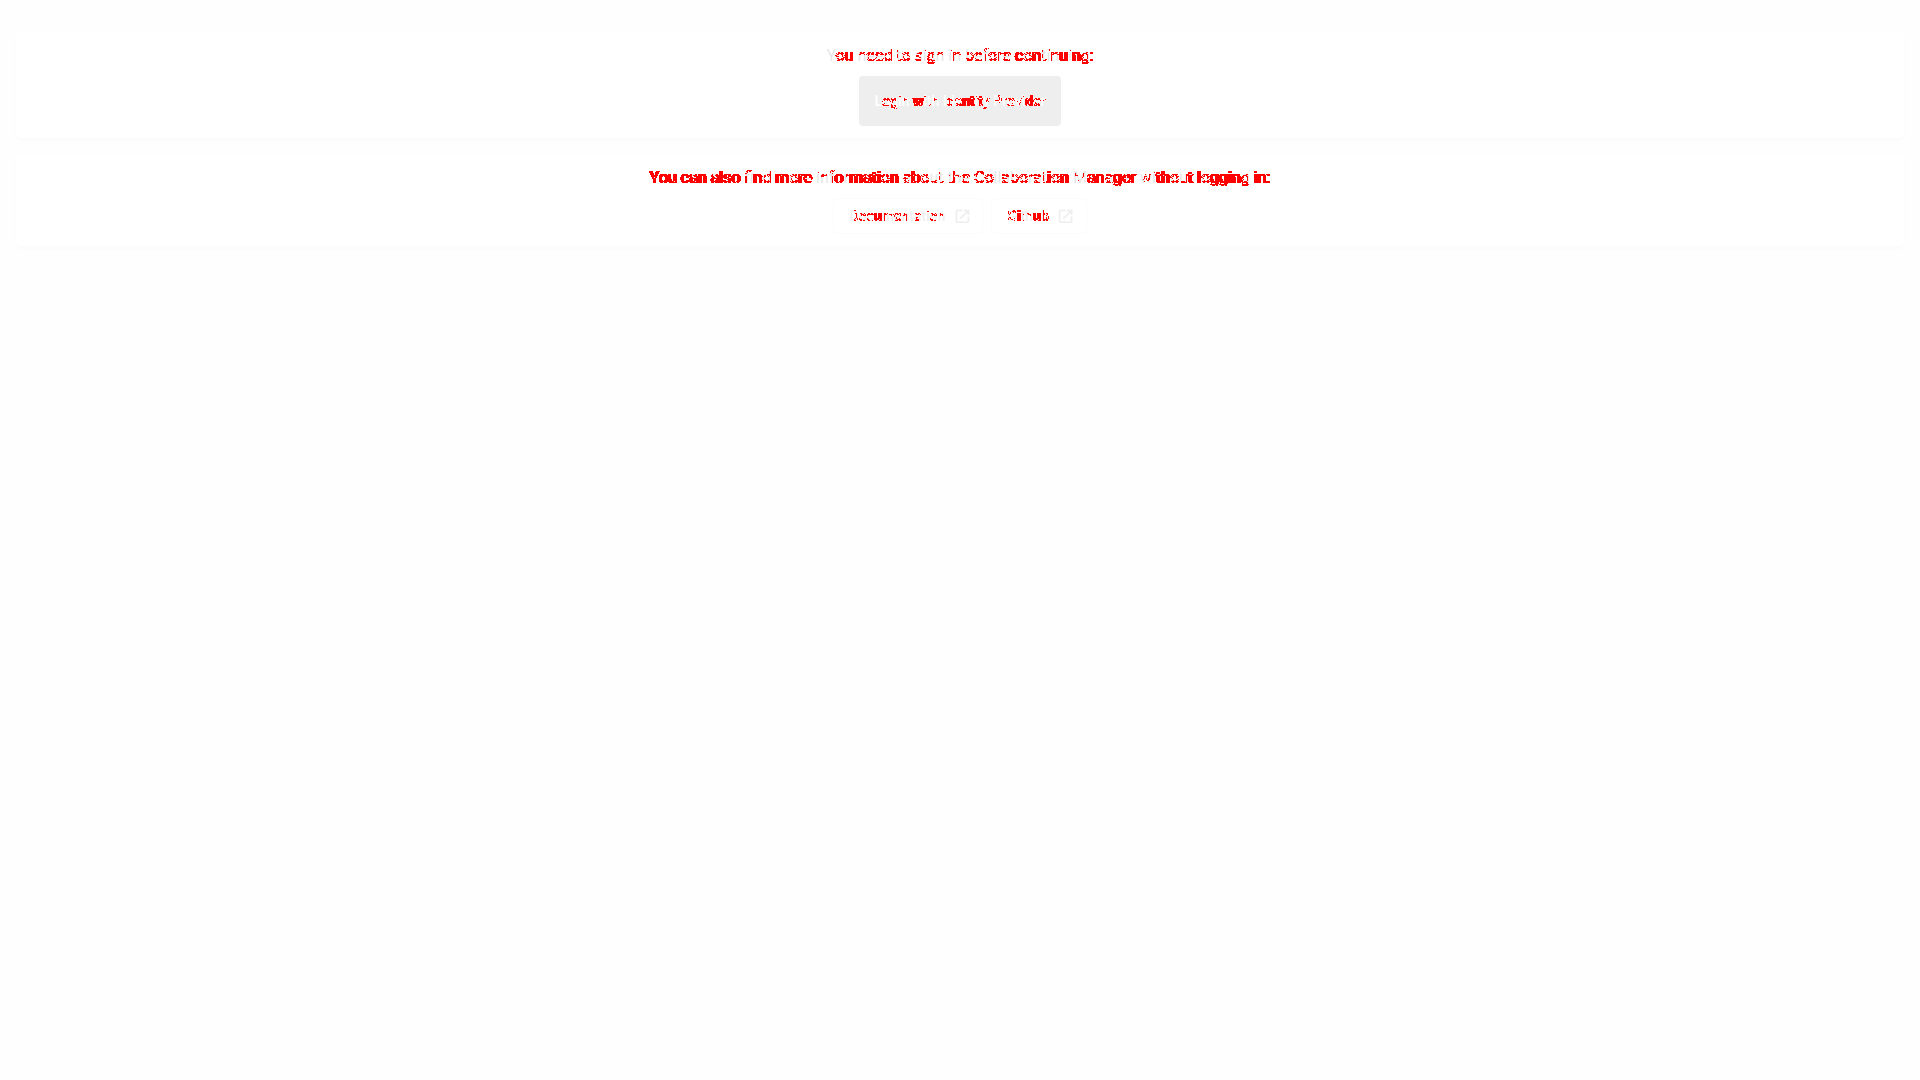 You need to sign in before continuing:
Login with Identity Provider
You can also find more information about the Collaboration Manager without logging in:
Documentation
Github